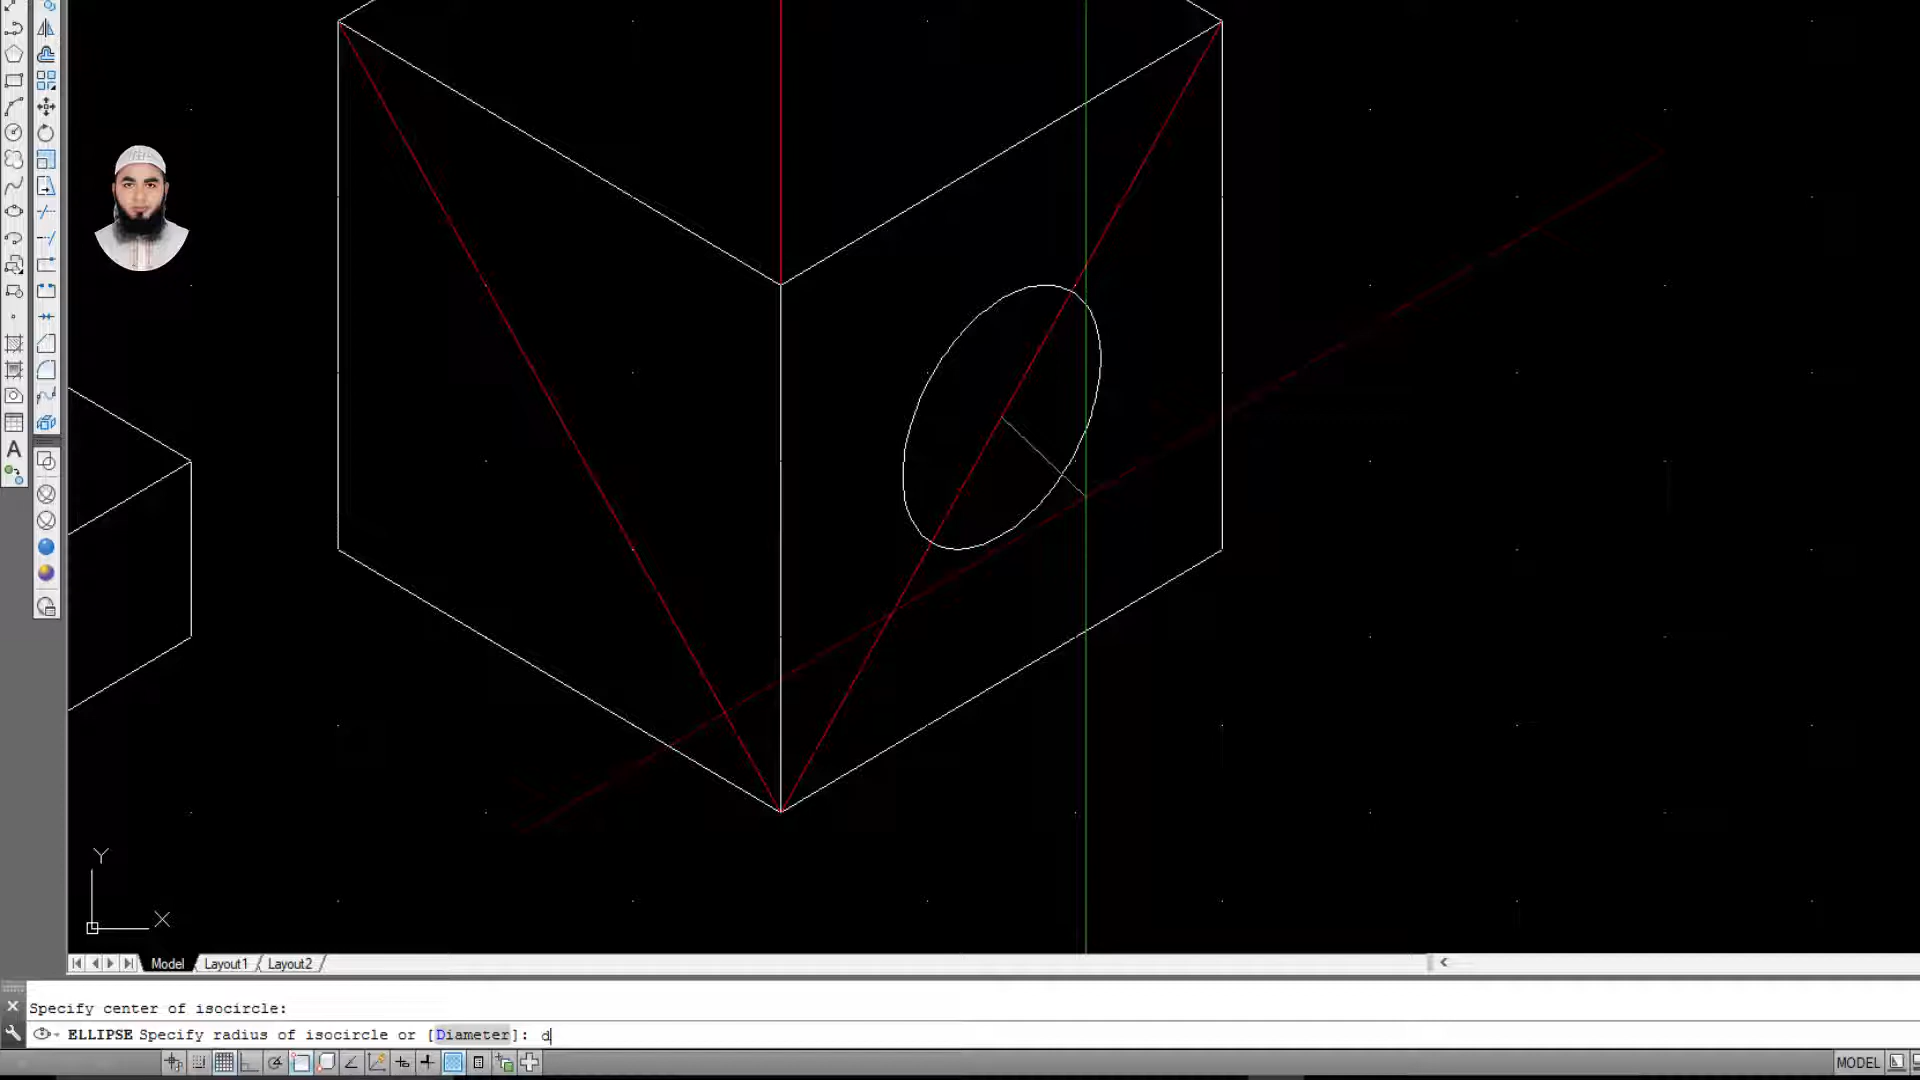 A
Y
X
Model Layout1 Layout2
Specify center of isocircle:
ELLIPSE Specify radius of isocircle or [Diameter]: d
MODEL